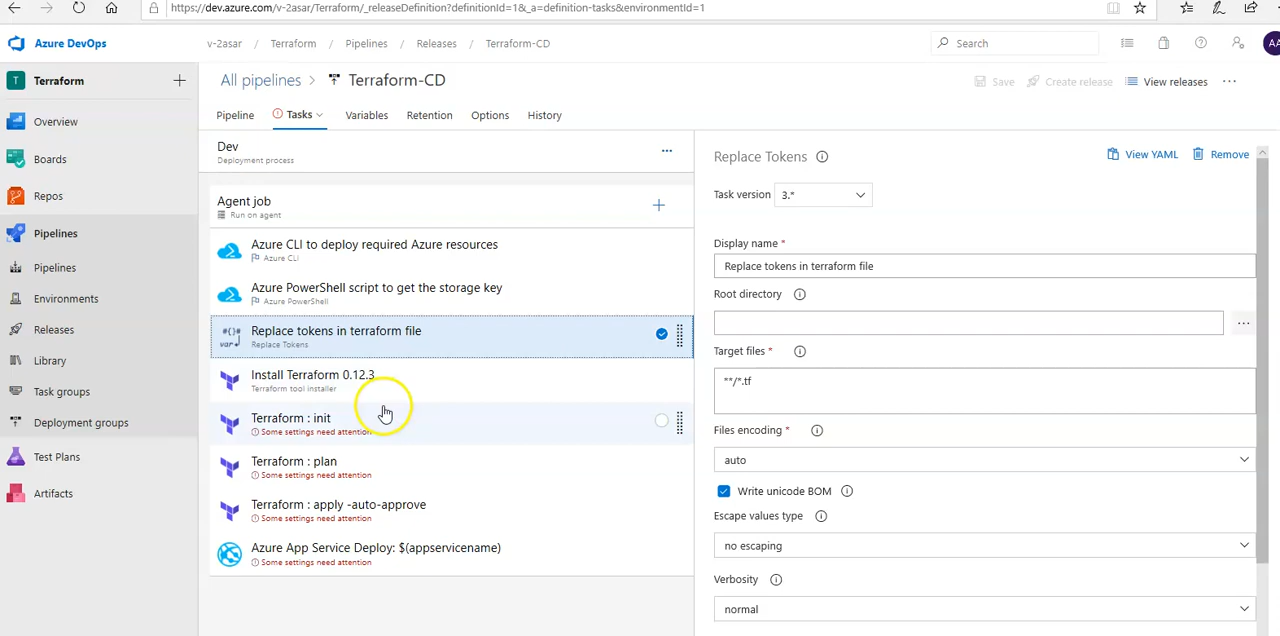 https://dev.azure.com/v-2asar/Terraform/_releaseDefinition?definitionId=1&_a=definition-tasks&environmentId=1
Azure DevOps
v-2asar / Terraform / Pipelines / Releases / Terraform-CD
Search
AA
T Terraform
All pipelines > Terraform-CD
Save
Create release
View releases
Pipeline
Tasks
Variables
Retention
Options
History
Overview
Boards
Repos
Pipelines
Pipelines
Environments
Releases
Library
Task groups
Deployment groups
Test Plans
Artifacts
Dev
Deployment process
Agent job
Run on agent
Azure CLI to deploy required Azure resources
Azure CLI
Azure PowerShell script to get the storage key
Azure PowerShell
#{}#
var
Replace tokens in terraform file
Replace Tokens
Install Terraform 0.12.3
Terraform tool installer
Terraform : init
Some settings need attention
Terraform : plan
Some settings need attention
Terraform : apply -auto-approve
Some settings need attention
Azure App Service Deploy: $(appservicename)
Some settings need attention
Replace Tokens
View YAML
Remove
Task version 3.*
Display name *
Replace tokens in terraform file
Root directory
Target files *
**/*.tf
Files encoding *
auto
Write unicode BOM
Escape values type
no escaping
Verbosity
normal